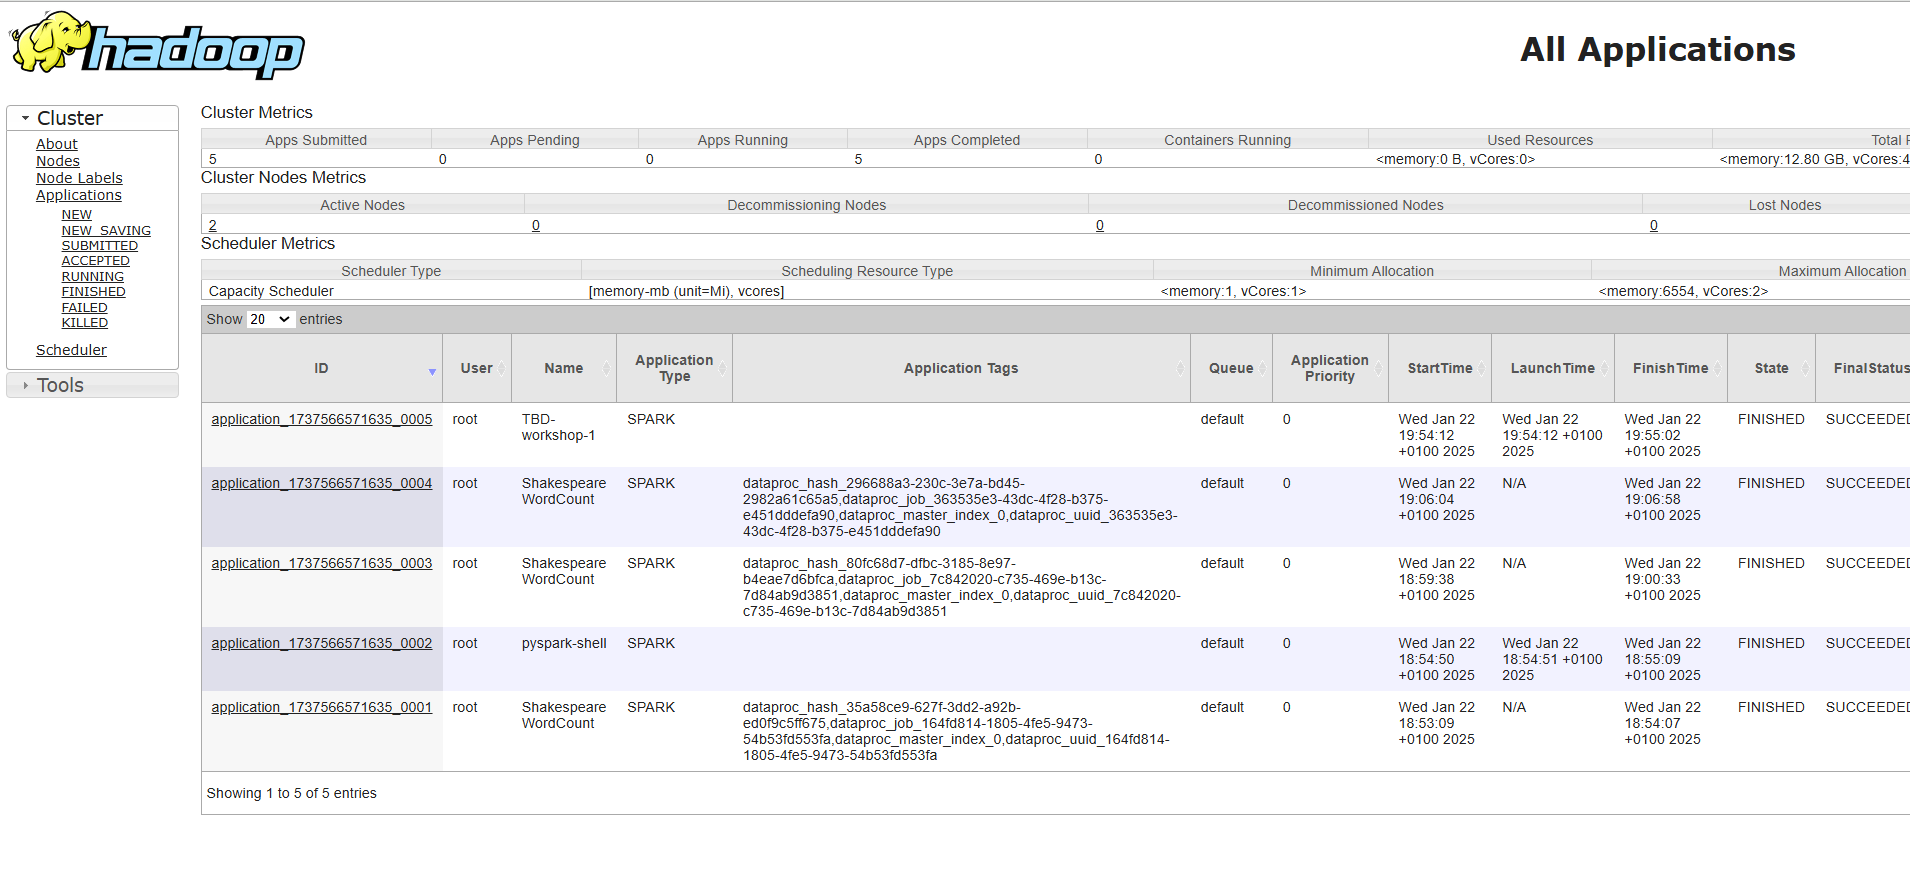 hadoop
All Applications
Cluster
About
Nodes
Node Labels
Applications
NEW
NEW_SAVING
SUBMITTED
ACCEPTED
RUNNING
FINISHED
FAILED
KILLED
Scheduler
Tools
Cluster Metrics
Apps Submitted Apps Pending Apps Running Apps Completed Containers Running Used Resources Total
5 0 0 5 0 <memory:0 B, vCores:0> <memory:12.80 GB, vCores:4
Cluster Nodes Metrics
Active Nodes Decommissioning Nodes Decommissioned Nodes Lost Nodes
2 0 0 0
Scheduler Metrics
Scheduler Type Scheduling Resource Type Minimum Allocation Maximum Allocation
Capacity Scheduler [memory-mb (unit=Mi), vcores] <memory:1, vCores:1> <memory:6554, vCores:2>
Show 20 entries
ID User Name Application Type Application Tags Queue Application Priority StartTime LaunchTime FinishTime State FinalStatus
application_1737566571635_0005 root TBD- SPARK default 0 Wed Jan 22 Wed Jan 22 Wed Jan 22 FINISHED SUCCEEDED
workshop-1 19:54:12 19:54:12 +0100 19:55:02
+0100 2025 2025 +0100 2025
application_1737566571635_0004 root Shakespeare SPARK dataproc_hash_296688a3-230c-3e7a-bd45- default 0 Wed Jan 22 N/A Wed Jan 22 FINISHED SUCCEEDED
WordCount 2982a61c65a5,dataproc_job_363535e3-43dc-4f28-b375- 19:06:04 19:06:58
e451dddefa90,dataproc_master_index_0,dataproc_uuid_363535e3- +0100 2025 +0100 2025
43dc-4f28-b375-e451dddefa90
application_1737566571635_0003 root Shakespeare SPARK dataproc_hash_80fc68d7-dfbc-3185-8e97- default 0 Wed Jan 22 N/A Wed Jan 22 FINISHED SUCCEEDED
WordCount b4eae7d6bfca,dataproc_job_7c842020-c735-469e-b13c- 18:59:38 19:00:33
7d84ab9d3851,dataproc_master_index_0,dataproc_uuid_7c842020- +0100 2025 +0100 2025
c735-469e-b13c-7d84ab9d3851
application_1737566571635_0002 root pyspark-shell SPARK default 0 Wed Jan 22 Wed Jan 22 Wed Jan 22 FINISHED SUCCEEDED
18:54:50 18:54:51 +0100 18:55:09
+0100 2025 2025 +0100 2025
application_1737566571635_0001 root Shakespeare SPARK dataproc_hash_35a58ce9-627f-3dd2-a92b- default 0 Wed Jan 22 N/A Wed Jan 22 FINISHED SUCCEEDED
WordCount ed0f9c5ff675,dataproc_job_164fd814-1805-4fe5-9473- 18:53:09 18:54:07
54b53fd553fa,dataproc_master_index_0,dataproc_uuid_164fd814- +0100 2025 +0100 2025
1805-4fe5-9473-54b53fd553fa
Showing 1 to 5 of 5 entries